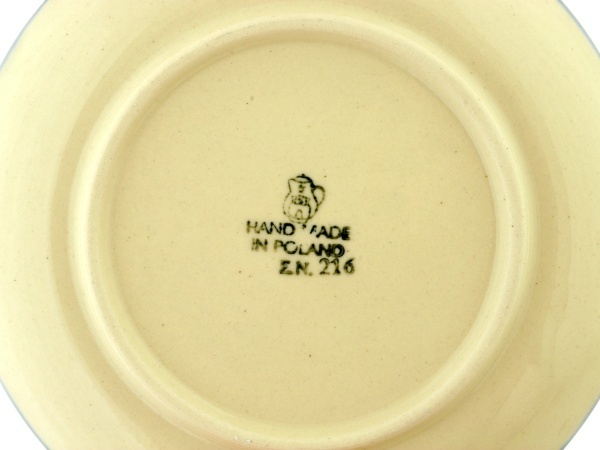 HAND MADE
IN POLAND
Z.N. 216